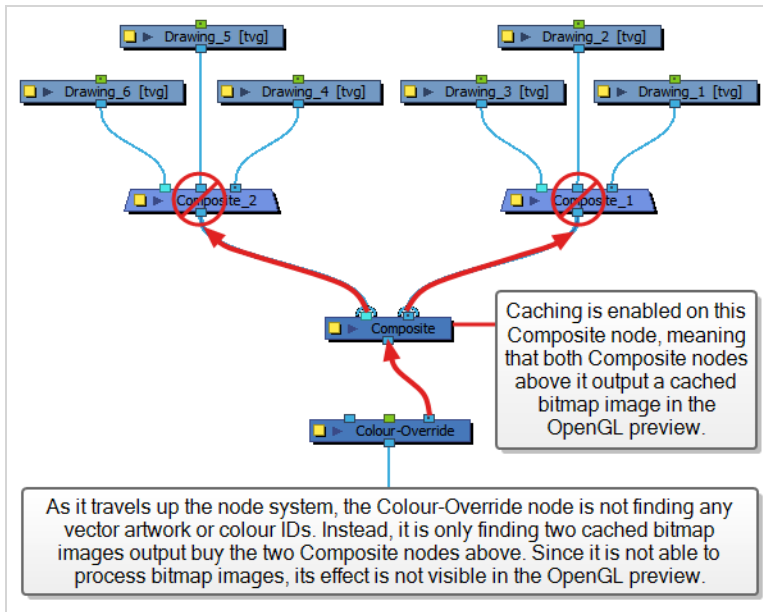 Drawing_5 [tvg]
Drawing_2 [tvg]
Drawing_6 [tvg]
Drawing_4 [tvg]
Drawing_3 [tvg]
Drawing_1 [tvg]
Composite_2
Composite_1
Composite
Caching is enabled on this
Composite node, meaning
that both Composite nodes
above it output a cached
bitmap image in the
OpenGL preview.
Colour-Override
As it travels up the node system, the Colour-Override node is not finding any
vector artwork or colour IDs. Instead, it is only finding two cached bitmap
images output buy the two Composite nodes above. Since it is not able to
process bitmap images, its effect is not visible in the OpenGL preview.